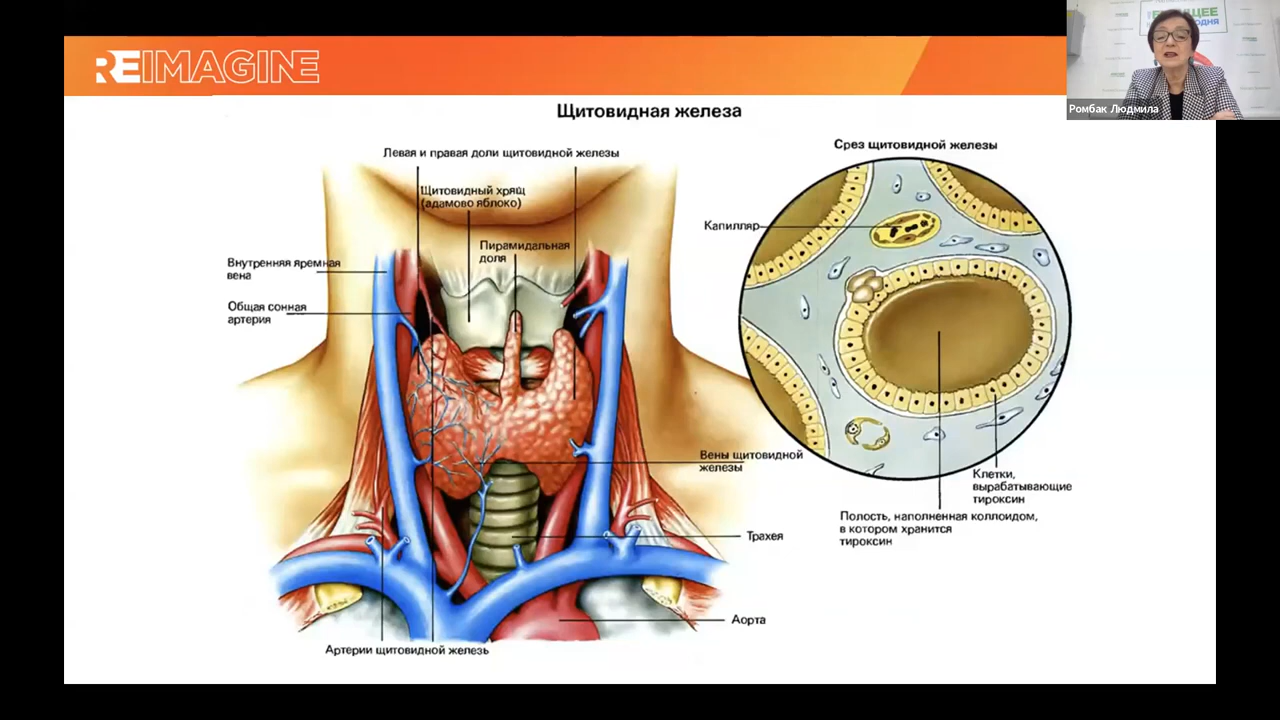 REIMAGINE
Ромбак Людмила
Щитовидная железа
Левая и правая доли щитовидной железы
Щитовидный хрящ
(адамово яблоко)
Пирамидальная
доля
Внутренняя яремная
вена
Общая сонная
артерия
Вены щитовидной
железы
Трахея
Аорта
Артерии щитовидной железь
Срез щитовидной железы
Капилляр
Клетки,
вырабатывающие
тироксин
Полость, наполненная коллоидом,
в котором хранится
тироксин